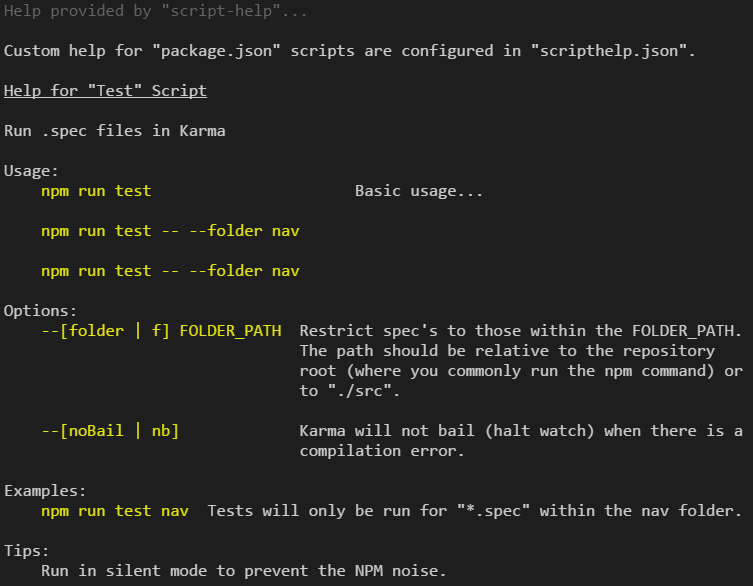 Help provided by "script-help"...
Custom help for "package.json" scripts are configured in "scripthelp.json".
Help for "Test" Script
Run .spec files in Karma
Usage:
npm run test Basic usage...
npm run test -- --folder nav
npm run test -- --folder nav
Options:
--[folder | f] FOLDER_PATH Restrict spec's to those within the FOLDER_PATH.
The path should be relative to the repository
root (where you commonly run the npm command) or
to "./src".
--[noBail | nb] Karma will not bail (halt watch) when there is a
compilation error.
Examples:
npm run test nav Tests will only be run for "*.spec" within the nav folder.
Tips:
Run in silent mode to prevent the NPM noise.